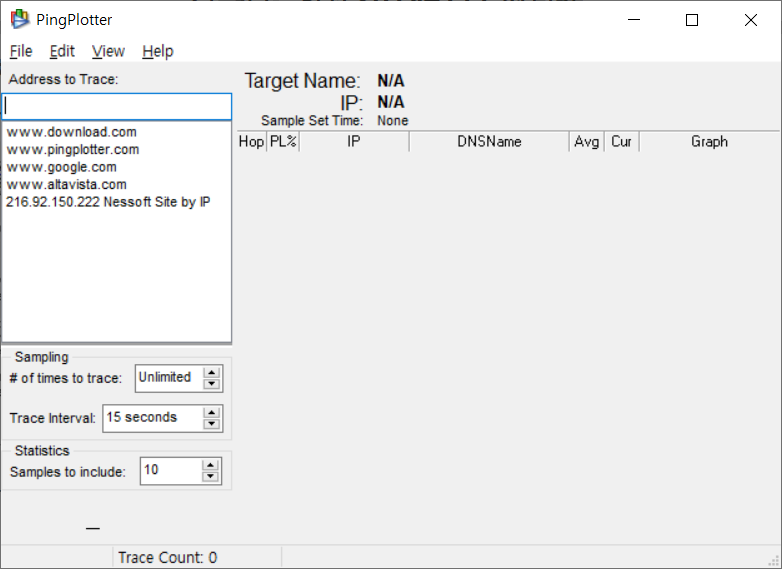 PingPlotter
File Edit View Help
Address to Trace:
www.download.com
www.pingplotter.com
www.google.com
www.altavista.com
216.92.150.222 Nessoft Site by IP
Sampling
# of times to trace: Unlimited
Trace Interval: 15 seconds
Statistics
Samples to include: 10
Target Name: N/A
IP: N/A
Sample Set Time: None
Hop PL% IP DNSName Avg Cur Graph
Trace Count: 0